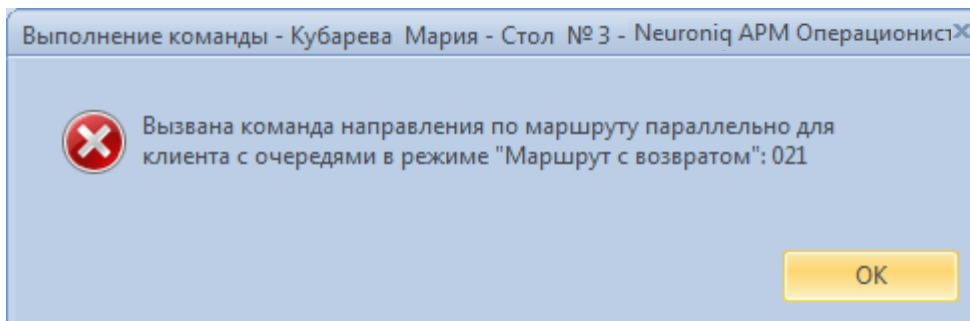 Выполнение команды - Кубарева Мария - Стол № 3 - Neuroniq АРМ Операционист
Вызвана команда направления по маршруту параллельно для
клиента с очередями в режиме "Маршрут с возвратом": 021
ОК